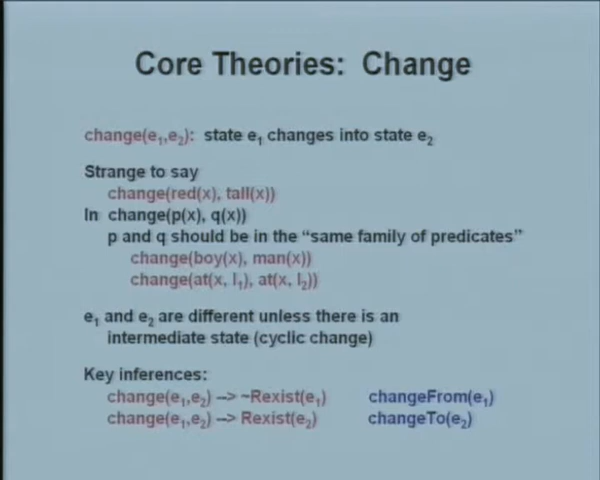 Core Theories: Change
change(e₁,e₂): state e₁ changes into state e₂
Strange to say
change(red(x), tall(x))
In change(p(x), q(x))
p and q should be in the “same family of predicates”
change(boy(x), man(x))
change(at(x, l₁), at(x, l₂))
e₁ and e₂ are different unless there is an
intermediate state (cyclic change)
Key inferences:
change(e₁,e₂) --> ~Rexist(e₁) changeFrom(e₁)
change(e₁,e₂) --> Rexist(e₂) changeTo(e₂)